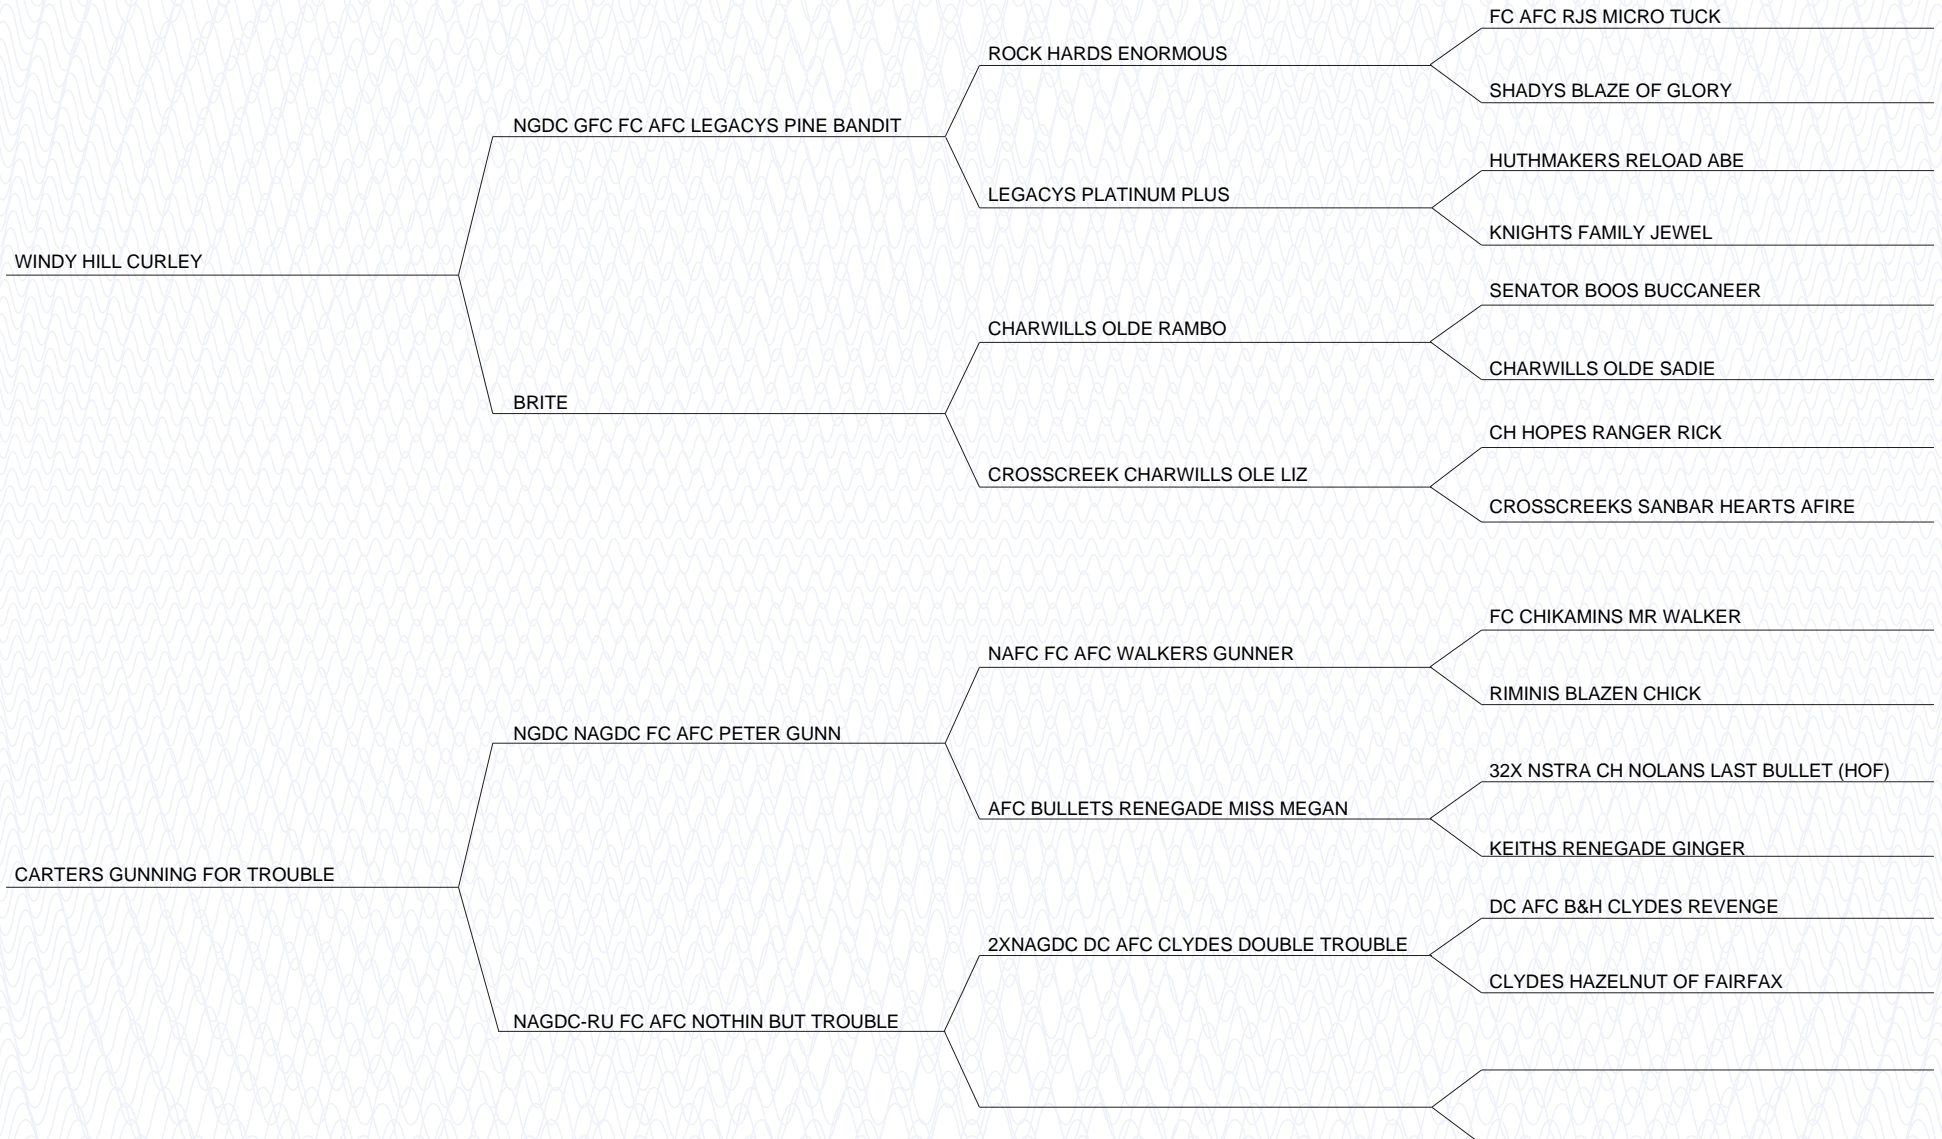 FC AFC RJS MICRO TUCK
ROCK HARDS ENORMOUS
SHADYS BLAZE OF GLORY
NGDC GFC FC AFC LEGACYS PINE BANDIT
HUTHMAKERS RELOAD ABE
LEGACYS PLATINUM PLUS
KNIGHTS FAMILY JEWEL
WINDY HILL CURLEY
SENATOR BOOS BUCCANEER
CHARWILLS OLDE RAMBO
CHARWILLS OLDE SADIE
BRITE
CH HOPES RANGER RICK
CROSSCREEK CHARWILLS OLE LIZ
CROSSCREEKS SANBAR HEARTS AFIRE
FC CHIKAMINS MR WALKER
NAFC FC AFC WALKERS GUNNER
RIMINIS BLAZEN CHICK
NGDC NAGDC FC AFC PETER GUNN
32X NSTRA CH NOLANS LAST BULLET (HOF)
AFC BULLETS RENEGADE MISS MEGAN
KEITHS RENEGADE GINGER
CARTERS GUNNING FOR TROUBLE
DC AFC B&H CLYDES REVENGE
2XNAGDC DC AFC CLYDES DOUBLE TROUBLE
CLYDES HAZELNUT OF FAIRFAX
NAGDC-RU FC AFC NOTHIN BUT TROUBLE